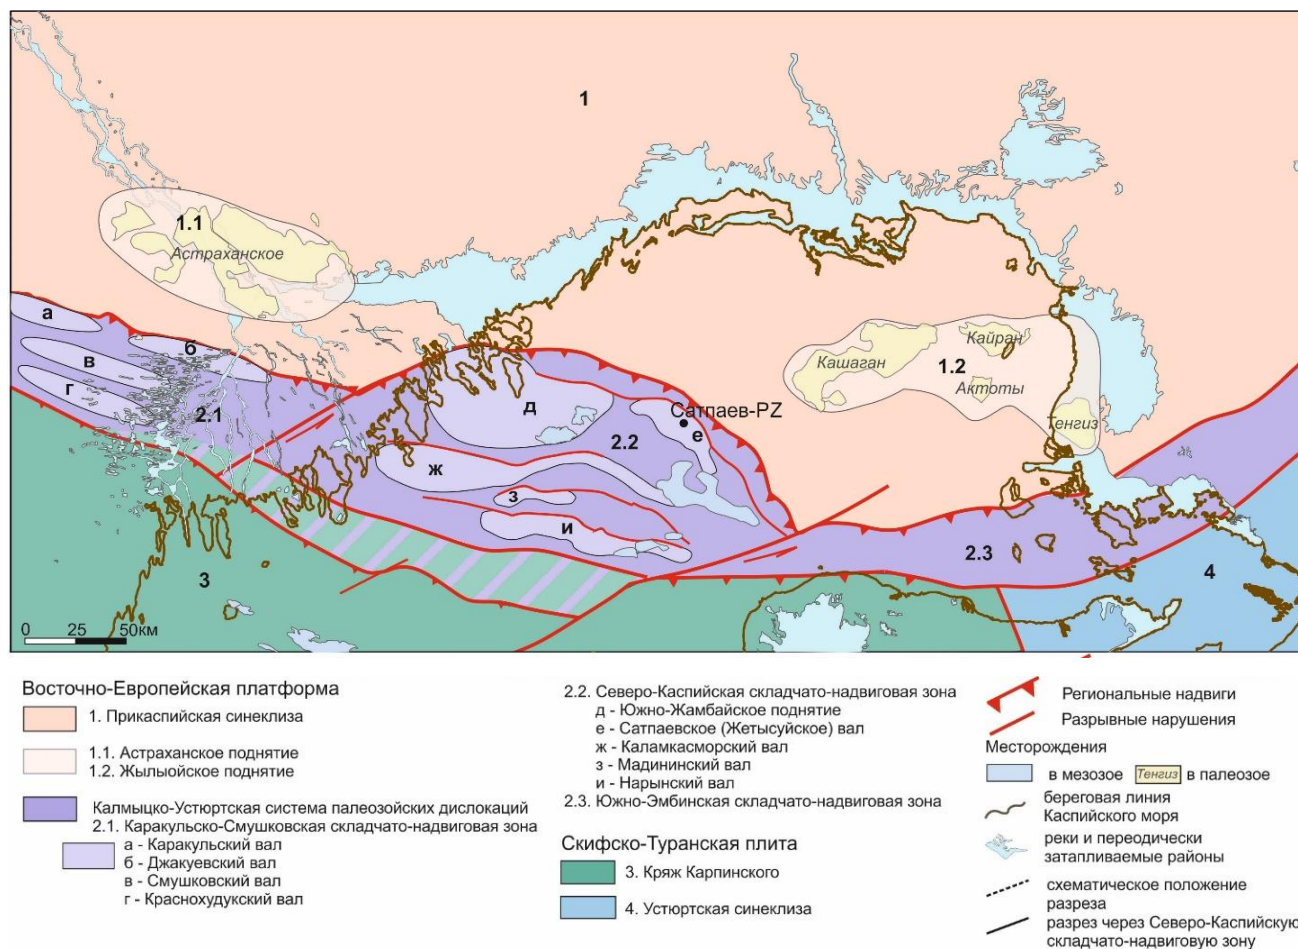 1
1.1
Астраханское
а
б
в
г
2.1
Кашаган
Кайран
1.2
Актоты
Тенгиз
д
Сатпаев-PZ
е
2.2
ж
з
и
2.3
3
4
0 25 50км
Восточно-Европейская платформа
1. Прикаспийская синеклиза
1.1. Астраханское поднятие
1.2. Жылыойское поднятие
Калмыцко-Устюртская система палеозойских дислокаций
2.1. Каракульско-Смушковская складчато-надвиговая зона
а - Каракульский вал
б - Джакуевский вал
в - Смушковский вал
г - Краснохудукский вал
2.2. Северо-Каспийская складчато-надвиговая зона
д - Южно-Жамбайское поднятие
е - Сатпаевское (Жетысуйское) вал
ж - Каламкасморский вал
з - Мадининский вал
и - Нарынский вал
2.3. Южно-Эмбинская складчато-надвиговая зона
Скифско-Туранская плита
3. Кряж Карпинского
4. Устюртская синеклиза
Региональные надвиги
Разрывные нарушения
Месторождения
в мезозое Тенгиз в палеозое
береговая линия
Каспийского моря
реки и переодически
затапливаемые районы
схематическое положение
разреза
разрез через Северо-Каспийскую
складчато-надвиговую зону